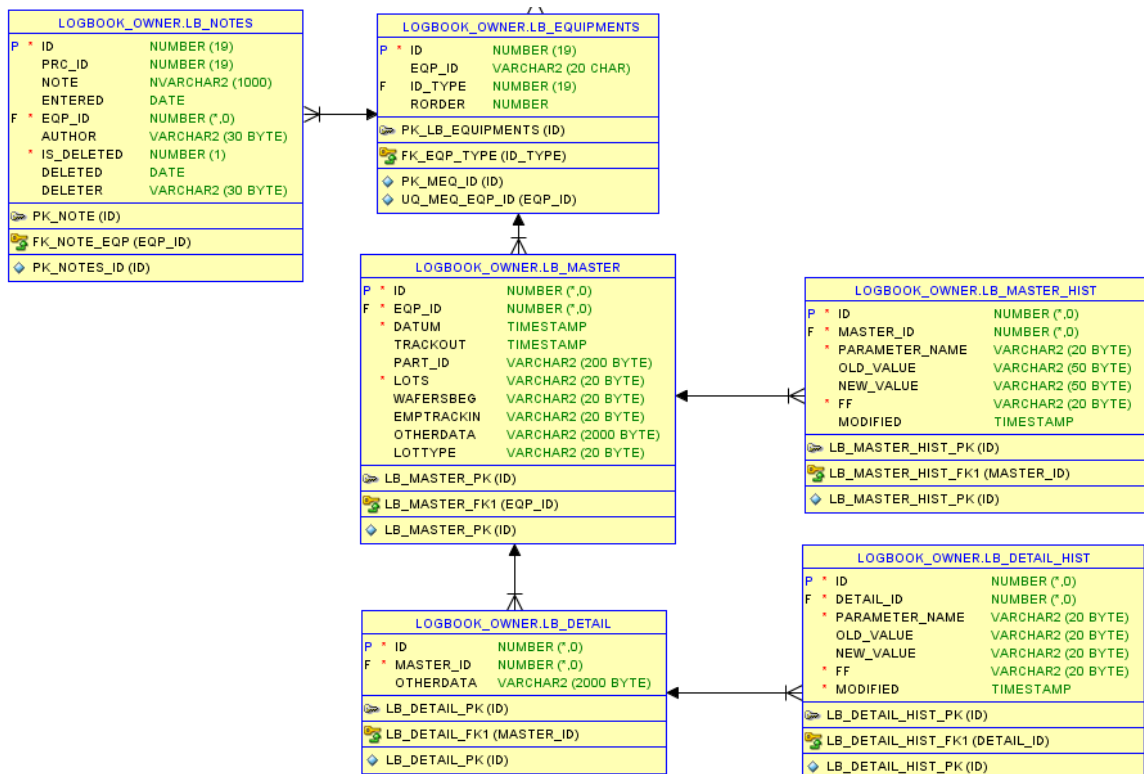 LOGBOOK_OWNER.LB_NOTES
P * ID NUMBER (19)
PRC_ID NUMBER (19)
NOTE NVARCHAR2 (1000)
ENTERED DATE
F * EQP_ID NUMBER (*,0)
AUTHOR VARCHAR2 (30 BYTE)
* IS_DELETED NUMBER (1)
DELETED DATE
DELETER VARCHAR2 (30 BYTE)
PK_NOTE (ID)
FK_NOTE_EQP (EQP_ID)
PK_NOTES_ID (ID)
LOGBOOK_OWNER.LB_EQUIPMENTS
P * ID NUMBER (19)
EQP_ID VARCHAR2 (20 CHAR)
F ID_TYPE NUMBER (19)
RORDER NUMBER
PK_LB_EQUIPMENTS (ID)
FK_EQP_TYPE (ID_TYPE)
PK_MEQ_ID (ID)
UQ_MEQ_EQP_ID (EQP_ID)
LOGBOOK_OWNER.LB_MASTER
P * ID NUMBER (*,0)
F * EQP_ID NUMBER (*,0)
* DATUM TIMESTAMP
TRACKOUT TIMESTAMP
PART_ID VARCHAR2 (200 BYTE)
* LOTS VARCHAR2 (20 BYTE)
WAFERSBEG VARCHAR2 (20 BYTE)
EMPTRACKIN VARCHAR2 (20 BYTE)
OTHERDATA VARCHAR2 (2000 BYTE)
LOTTYPE VARCHAR2 (20 BYTE)
LB_MASTER_PK (ID)
LB_MASTER_FK1 (EQP_ID)
LB_MASTER_PK (ID)
LOGBOOK_OWNER.LB_MASTER_HIST
P * ID NUMBER (*,0)
F * MASTER_ID NUMBER (*,0)
* PARAMETER_NAME VARCHAR2 (20 BYTE)
OLD_VALUE VARCHAR2 (50 BYTE)
NEW_VALUE VARCHAR2 (50 BYTE)
* FF VARCHAR2 (20 BYTE)
MODIFIED TIMESTAMP
LB_MASTER_HIST_PK (ID)
LB_MASTER_HIST_FK1 (MASTER_ID)
LB_MASTER_HIST_PK (ID)
LOGBOOK_OWNER.LB_DETAIL
P * ID NUMBER (*,0)
F * MASTER_ID NUMBER (*,0)
OTHERDATA VARCHAR2 (2000 BYTE)
LB_DETAIL_PK (ID)
LB_DETAIL_FK1 (MASTER_ID)
LB_DETAIL_PK (ID)
LOGBOOK_OWNER.LB_DETAIL_HIST
P * ID NUMBER (*,0)
F * DETAIL_ID NUMBER (*,0)
* PARAMETER_NAME VARCHAR2 (20 BYTE)
OLD_VALUE VARCHAR2 (20 BYTE)
NEW_VALUE VARCHAR2 (20 BYTE)
* FF VARCHAR2 (20 BYTE)
* MODIFIED TIMESTAMP
LB_DETAIL_HIST_PK (ID)
LB_DETAIL_HIST_FK1 (DETAIL_ID)
LB_DETAIL_HIST_PK (ID)